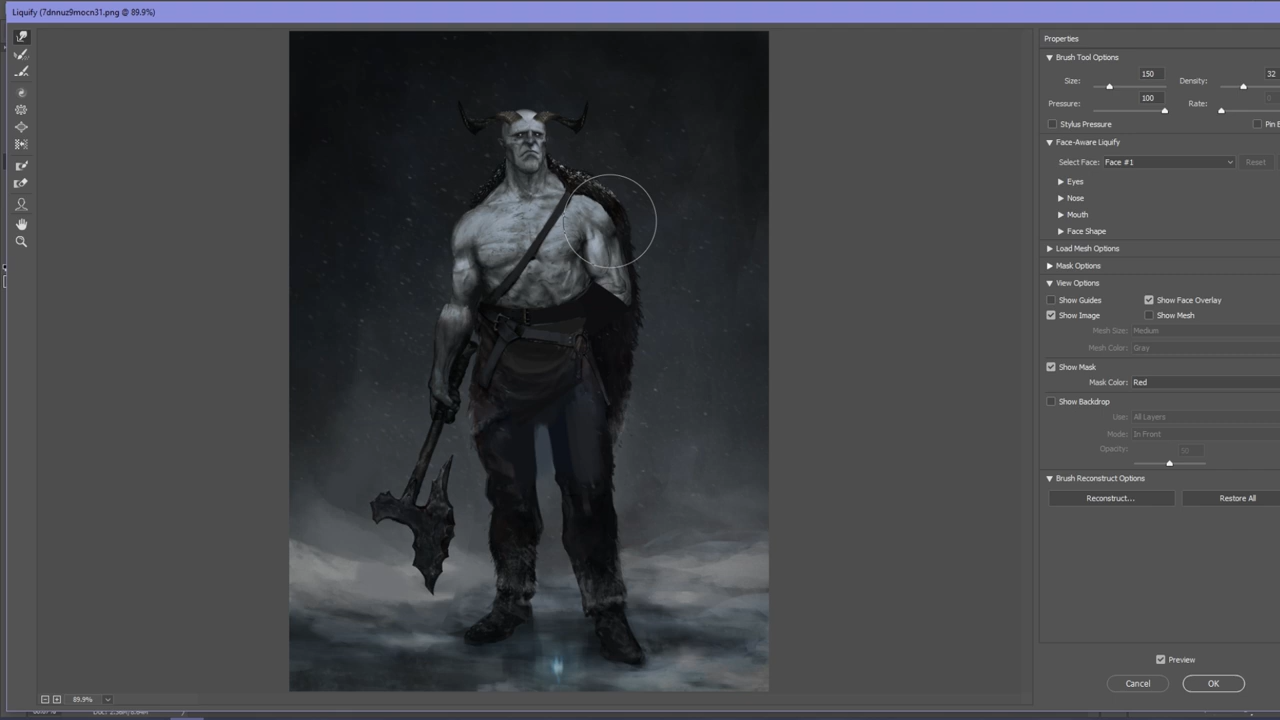 Liquify (7dnnuz9mocn31.png @ 89.9%)
Properties
Brush Tool Options
Size: 150 Density: 32
Pressure: 100 Rate: 0
Stylus Pressure Pin E
Face-Aware Liquify
Select Face: Face #1 Reset
Eyes
Nose
Mouth
Face Shape
Load Mesh Options
Mask Options
View Options
Show Guides Show Face Overlay
Show Image Show Mesh
Mesh Size: Medium
Mesh Color: Gray
Show Mask
Mask Color: Red
Show Backdrop
Use: All Layers
Mode: In Front
Opacity: 50
Brush Reconstruct Options
Reconstruct... Restore All
Preview
Cancel OK
89.9%